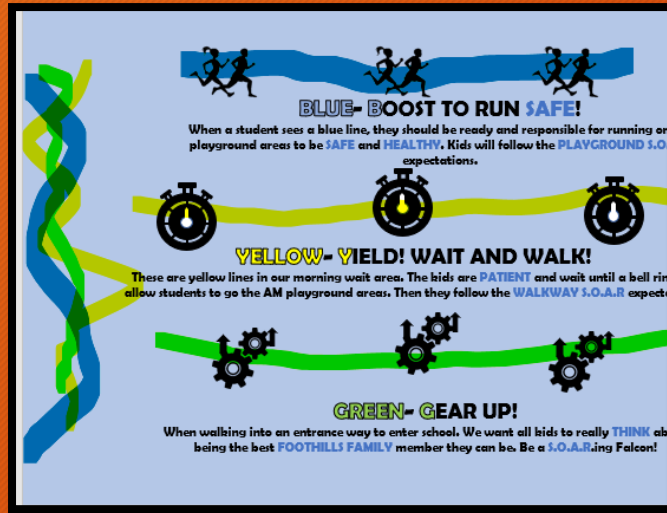 BLUE- BOOST TO RUN SAFE!
When a student sees a blue line, they should be ready and responsible for running on
playground areas to be SAFE and HEALTHY. Kids will follow the PLAYGROUND S.O.
expectations.
YELLOW- YIELD! WAIT AND WALK!
These are yellow lines in our morning wait area. The kids are PATIENT and wait until a bell rin
allow students to go the AM playground areas. Then they follow the WALKWAY S.O.A.R expect
GREEN- GEAR UP!
When walking into an entrance way to enter school. We want all kids to really THINK ab
being the best FOOTHILLS FAMILY member they can be. Be a S.O.A.R.ing Falcon!